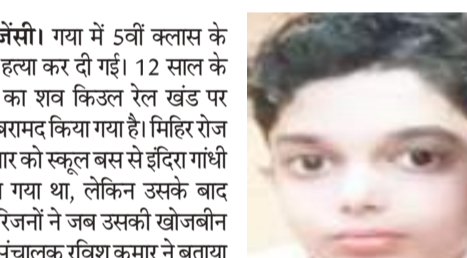 जेंसी। गया में 5वीं क्लास के
हत्या कर दी गई। 12 साल के
का शव किउल रेल खंड पर
बरामद किया गया है। मिहिर रोज
को स्कूल बस से इंदिरा गांधी
गया था, लेकिन उसके बाद
रिजनों ने जब उसकी खोजबीन
संचालक रविश कुमार ने बताया